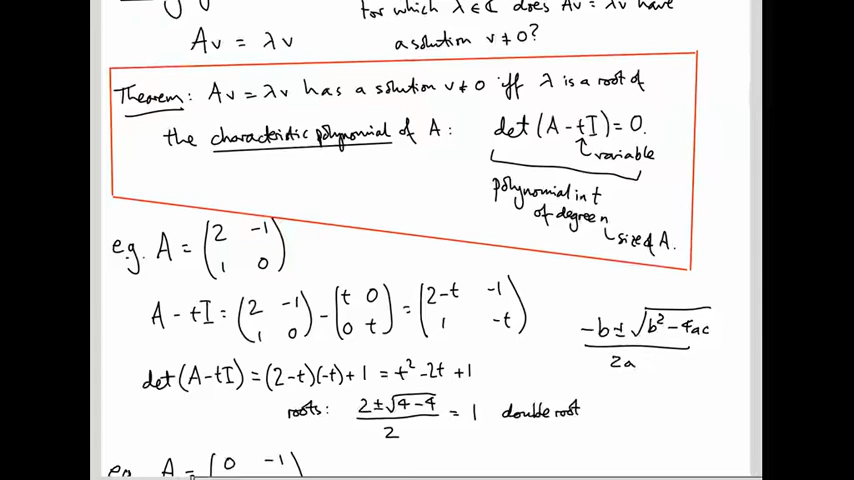 for which λ ∈ ℂ does Av = λv have
Av = λv a solution v ≠ 0?
Theorem: Av = λv has a solution v ≠ 0 iff λ is a root of
the characteristic polynomial of A: det (A - tI) = 0.
variable
polynomial in t
of degree n
size of A.
e.g. A = (2 -1
1 0)
A - tI = (2 -1 1 0) - (t 0 0 t) = (2-t -1 1 -t)
-b ± √b² - 4ac
2a
det (A-tI) = (2-t)(-t) + 1 = t² - 2t + 1
roots: 2 ± √4-4 / 2 = 1 double root
e.g. A = (0 -1)